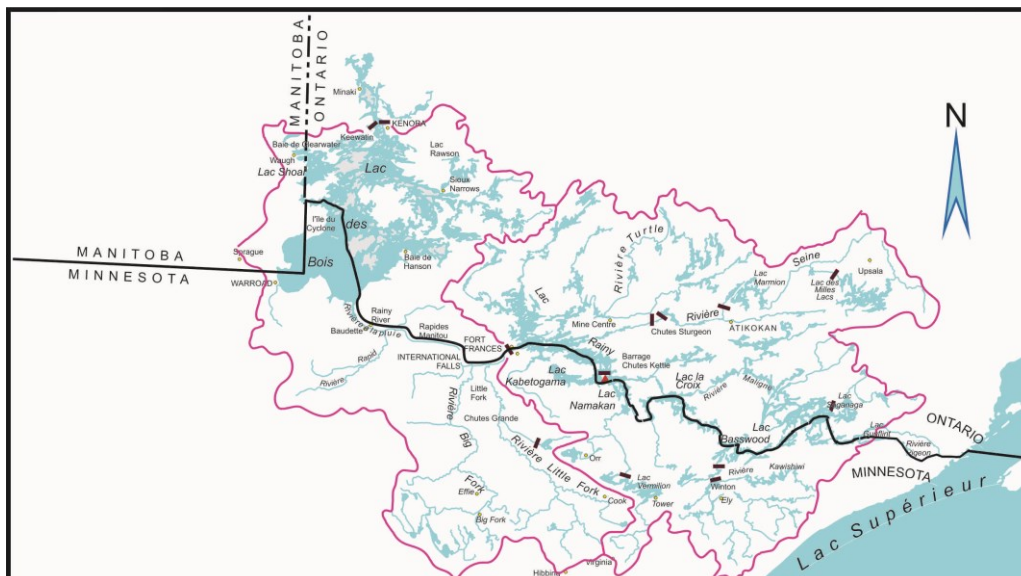 MANITOBA
ONTARIO
N
Minaki
KENORA
Keewatin
Baie de Clearwater
Waugh
Lac Shoal
Lac
Lac
Rawson
Sioux
Narrows
l'île du
Cyclone
des
Bois
Baie de
Hanson
MANITOBA
MINNESOTA
Sprague
WARROAD
Rivière Turtle
Lac
Marmion
Seine
Upsala
Lac des
Milles
Lacs
Rivière
ATIKOKAN
Chutes Sturgeon
Mine Centre
Lac
Rainy
Rainy
River
Baudette
Rivière à la pluie
Rapides
Manitou
FORT
FRANCES
INTERNATIONAL
FALLS
Rapid
Rivière
Lac
Kabetogama
Barrage
Chutes Kettle
Lac
Namakan
Lac la
Croix
Rivière
Maligne
Lac
Saganaga
Lac
Basswood
Lac
Gunflint
Rivière
Pigeon
ONTARIO
MINNESOTA
Little
Fork
Chutes Grande
Rivière
Big
Fork
Rivière Little Fork
Orr
Lac
Vermilion
Tower
Cook
Rivière
Kawishiwi
Winton
Ely
Effie
Big Fork
Virginia
Hibbing
Lac Supérieur